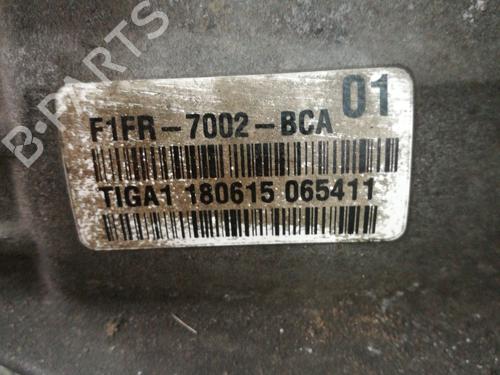 B-PARTS
01
F1FR-7002-BCA
TIGA1 180615 065411